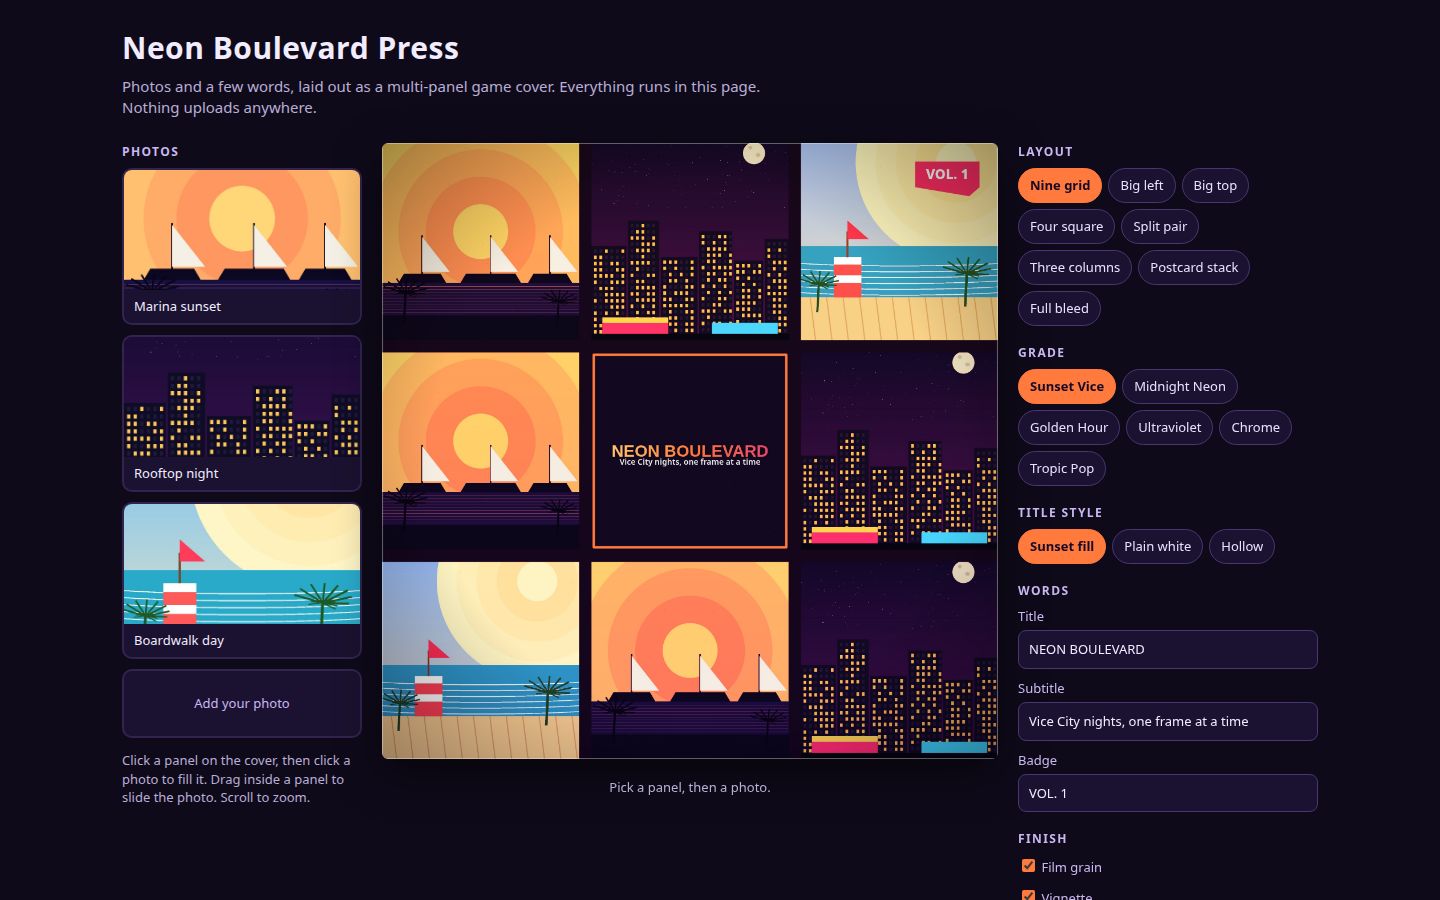 Neon Boulevard Press
Photos and a few words, laid out as a multi-panel game cover. Everything runs in this page.
Nothing uploads anywhere.
PHOTOS
Marina sunset
Rooftop night
Boardwalk day
Add your photo
Click a panel on the cover, then click a
photo to fill it. Drag inside a panel to
slide the photo. Scroll to zoom.
VOL. 1
NEON BOULEVARD
Vice City nights, one frame at a time
Pick a panel, then a photo.
LAYOUT
Nine grid
Big left
Big top
Four square
Split pair
Three columns
Postcard stack
Full bleed
GRADE
Sunset Vice
Midnight Neon
Golden Hour
Ultraviolet
Chrome
Tropic Pop
TITLE STYLE
Sunset fill
Plain white
Hollow
WORDS
Title
NEON BOULEVARD
Subtitle
Vice City nights, one frame at a time
Badge
VOL. 1
FINISH
Film grain
Vignette